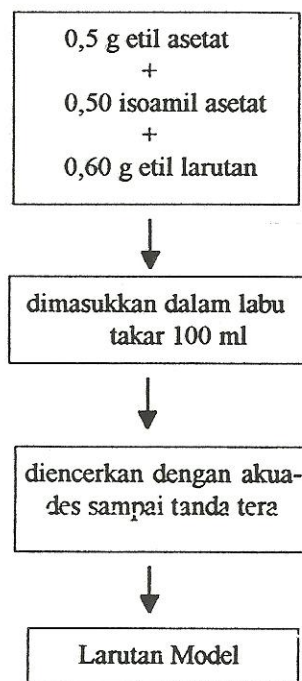 0,5 g etil asetat
+
0,50 isoamil asetat
+
0,60 g etil larutan
dimasukkan dalam labu
takar 100 ml
diencerkan dengan akua-
des sampai tanda tera
Larutan Model